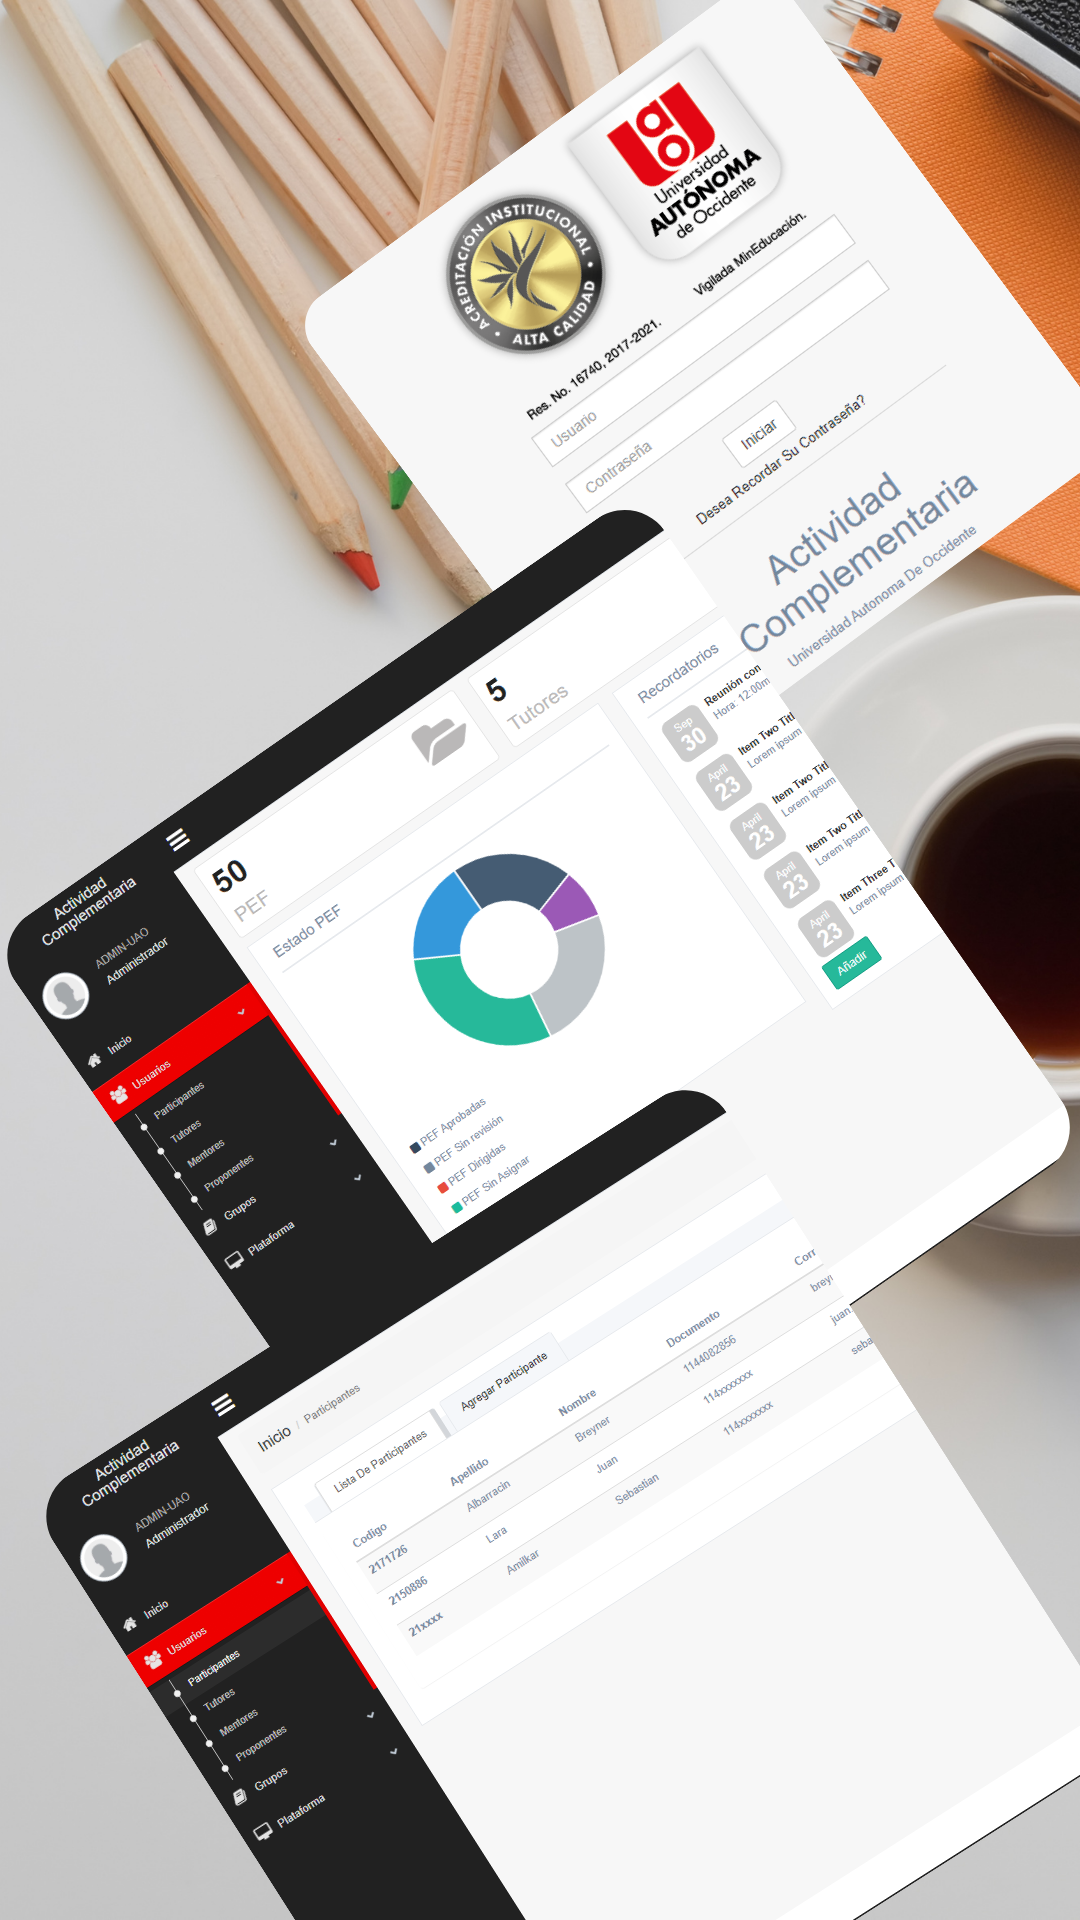 ACREDITACIÓN INSTITUCIONAL • ALTA CALIDAD •
uao
Universidad
AUTÓNOMA
de Occidente
Res. No. 16740, 2017-2021.
Vigilada MinEducación.
Usuario
Contraseña
Iniciar
Desea Recordar Su Contraseña?
Actividad
Complementaria
Universidad Autonoma De Occidente
Actividad
Complementaria
ADMIN-UAO
Administrador
Inicio
Usuarios
Participantes
Tutores
Mentores
Proponentes
Grupos
Plataforma
50
PEF
5
Tutores
Estado PEF
PEF Aprobadas
PEF Sin revisión
PEF Dirigidas
PEF Sin Asignar
Recordatorios
Sep
30
Reunión con
Hora: 12:00m
April
23
Item Two Titl
Lorem ipsum
April
23
Item Two Titl
Lorem ipsum
April
23
Item Two Titl
Lorem ipsum
April
23
Item Three T
Lorem ipsum
Añadir
Actividad
Complementaria
ADMIN-UAO
Administrador
Inicio
Usuarios
Participantes
Tutores
Mentores
Proponentes
Grupos
Plataforma
Inicio / Participantes
Lista De Participantes
Agregar Participante
Codigo Apellido Nombre Documento Corr
2171726 Albarracin Breyner 1144082856 breyn
2150886 Lara Juan 114xxxxxxx juan.
21xxxx Amilkar Sebastian 114xxxxxxx seba